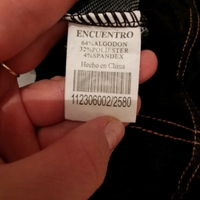 ENCUENTRO
64%ALGODON
32%POLIESTER
4%SPANDEX
Hecho en China
112306002/2580